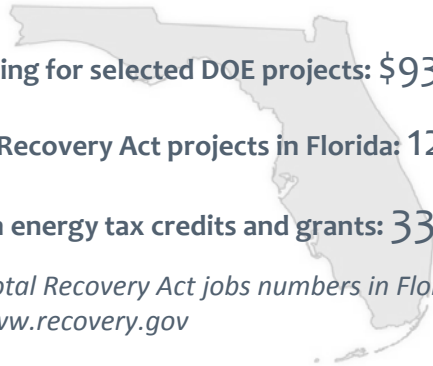 ing for selected DOE projects: $93
Recovery Act projects in Florida: 12
energy tax credits and grants: 33
otal Recovery Act jobs numbers in Flor
ww.recovery.gov